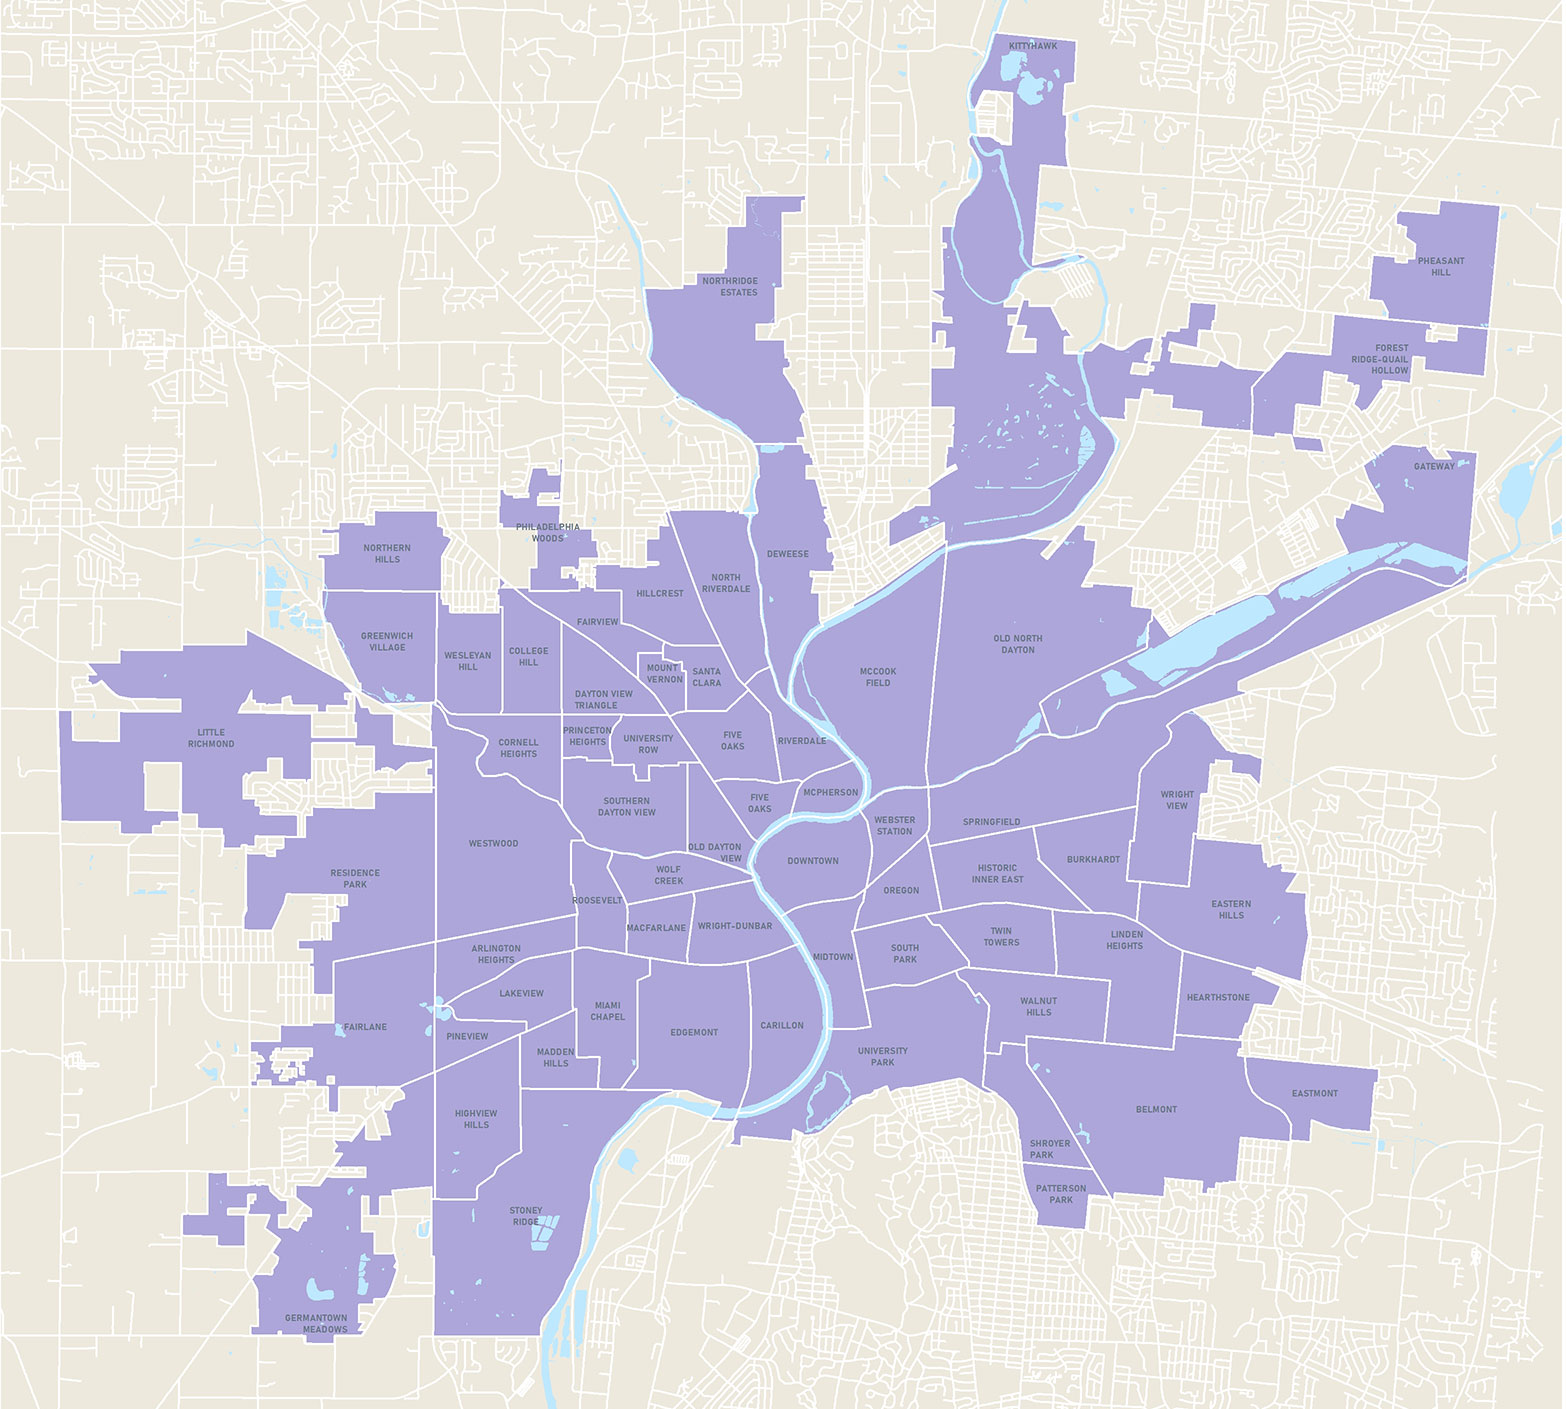 KITTYHAWK
PHEASANT
HILL
NORTHRIDGE
ESTATES
FOREST
RIDGE-QUAIL
HOLLOW
GATEWAY
PHILADELPHIA
WOODS
NORTHERN
HILLS
DEWEESE
NORTH
RIVERDALE
HILLCREST
FAIRVIEW
GREENWICH
VILLAGE
WESLEYAN
HILL
COLLEGE
HILL
MOUNT
VERNON
SANTA
CLARA
MCCOOK
FIELD
OLD NORTH
DAYTON
DAYTON VIEW
TRIANGLE
LITTLE
RICHMOND
CORNELL
HEIGHTS
PRINCETON
HEIGHTS
UNIVERSITY
ROW
FIVE
OAKS
RIVERDALE
SOUTHERN
DAYTON VIEW
FIVE
OAKS
MCPHERSON
WRIGHT
VIEW
WEBSTER
STATION
SPRINGFIELD
WESTWOOD
OLD DAYTON
VIEW
DOWNTOWN
BURKHARDT
RESIDENCE
PARK
WOLF
CREEK
HISTORIC
INNER EAST
OREGON
ROOSEVELT
EASTERN
HILLS
MACFARLANE
WRIGHT-DUNBAR
TWIN
TOWERS
LINDEN
HEIGHTS
ARLINGTON
HEIGHTS
MIDTOWN
SOUTH
PARK
LAKEVIEW
MIAMI
CHAPEL
WALNUT
HILLS
HEARTHSTONE
FAIRLANE
PINEVIEW
EDGEMONT
CARILLON
MADDEN
HILLS
UNIVERSITY
PARK
EASTMONT
HIGHVIEW
HILLS
BELMONT
SHROYER
PARK
PATTERSON
PARK
STONEY
RIDGE
GERMANTOWN
MEADOWS